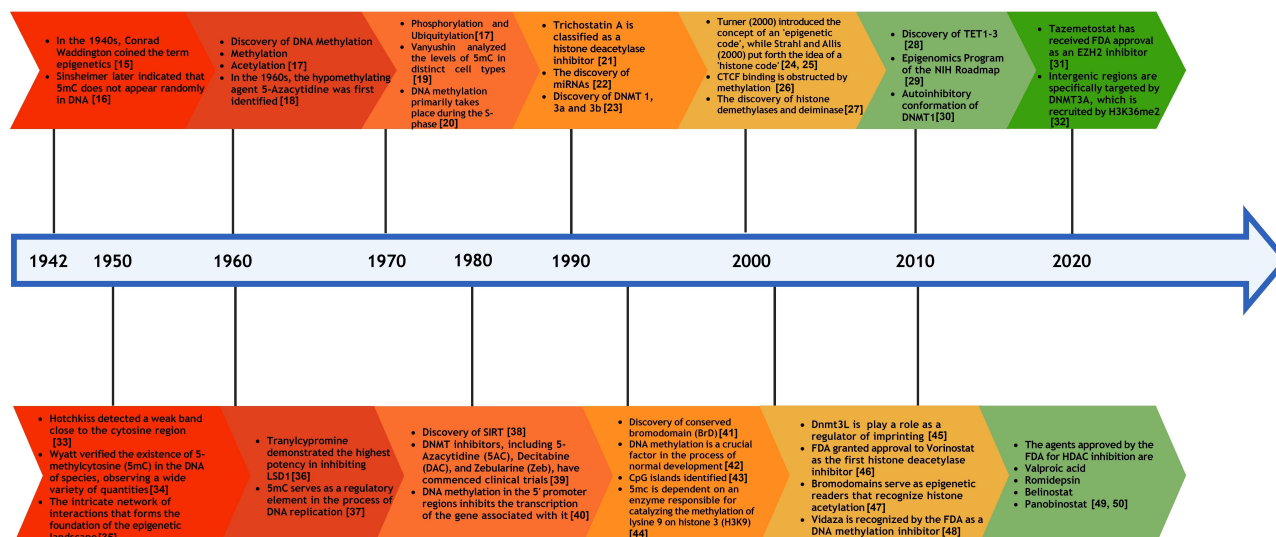 • In the 1940s, Conrad
Waddington coined the term
epigenetics [15]
• Sinsheimer later indicated that
5mC does not appear randomly
in DNA [16]
• Discovery of DNA Methylation
• Methylation
• Acetylation [17]
• In the 1960s, the hypomethylating
agent 5-Azacytidine was first
identified [18]
• Phosphorylation and
Ubiquitylation[17]
• Vanyushin analyzed
the levels of 5mC in
distinct cell types
[19]
• DNA methylation
primarily takes
place during the S-
phase [20]
• Trichostatin A is
classified as a
histone deacetylase
inhibitor [21]
• The discovery of
miRNAs [22]
• Discovery of DNMT 1,
3a and 3b [23]
• Turner (2000) introduced the
concept of an 'epigenetic
code', while Strahl and Allis
(2000) put forth the idea of a
'histone code' [24, 25]
• CTCF binding is obstructed by
methylation [26]
• The discovery of histone
demethylases and deiminase[27]
• Discovery of TET1-3
[28]
• Epigenomics Program
of the NIH Roadmap
[29]
• Autoinhibitory
conformation of
DNMT1[30]
• Tazemetostat has
received FDA approval
as an EZH2 inhibitor
[31]
• Intergenic regions are
specifically targeted by
DNMT3A, which is
recruited by H3K36me2
[32]
1942 1950 1960 1970 1980 1990 2000 2010 2020
• Hotchkiss detected a weak band
close to the cytosine region
[33]
• Wyatt verified the existence of 5-
methylcytosine (5mC) in the DNA
of species, observing a wide
variety of quantities[34]
• The intricate network of
interactions that forms the
foundation of the epigenetic
landscape[35]
• Tranylcypromine
demonstrated the highest
potency in inhibiting
LSD1[36]
• 5mC serves as a regulatory
element in the process of
DNA replication [37]
• Discovery of SIRT [38]
• DNMT inhibitors, including 5-
Azacytidine (5AC), Decitabine
(DAC), and Zebularine (Zeb), have
commenced clinical trials [39]
• DNA methylation in the 5' promoter
regions inhibits the transcription
of the gene associated with it [40]
• Discovery of conserved
bromodomain (BrD) [41]
• DNA methylation is a crucial
factor in the process of
normal development [42]
• CpG islands identified [43]
• 5mc is dependent on an
enzyme responsible for
catalyzing the methylation of
lysine 9 on histone 3 (H3K9)
[44]
• Dnmt3L is play a role as a
regulator of imprinting [45]
• FDA granted approval to Vorinostat
as the first histone deacetylase
inhibitor [46]
• Bromodomains serve as epigenetic
readers that recognize histone
acetylation [47]
• Vidaza is recognized by the FDA as a
DNA methylation inhibitor [48]
• The agents approved by the
FDA for HDAC inhibition are
• Valproic acid
• Romidepsin
• Belinostat
• Panobinostat [49, 50]